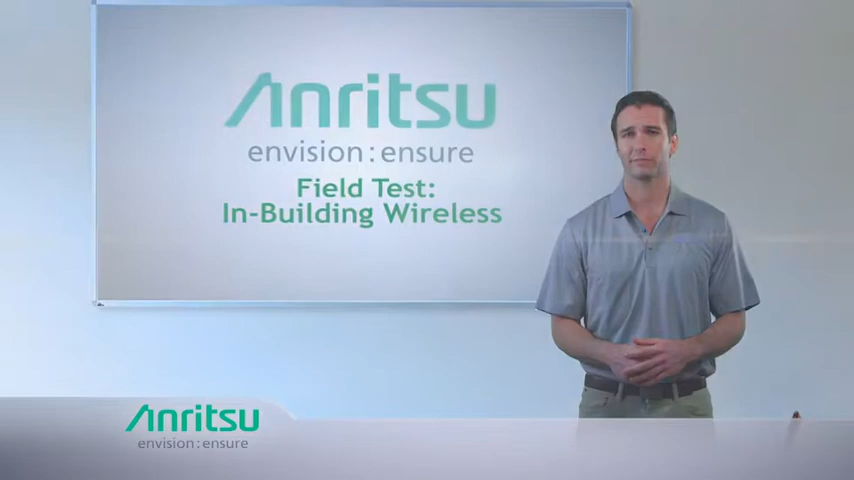 Anritsu
envision : ensure
Field Test:
In-Building Wireless
Anritsu
envision : ensure